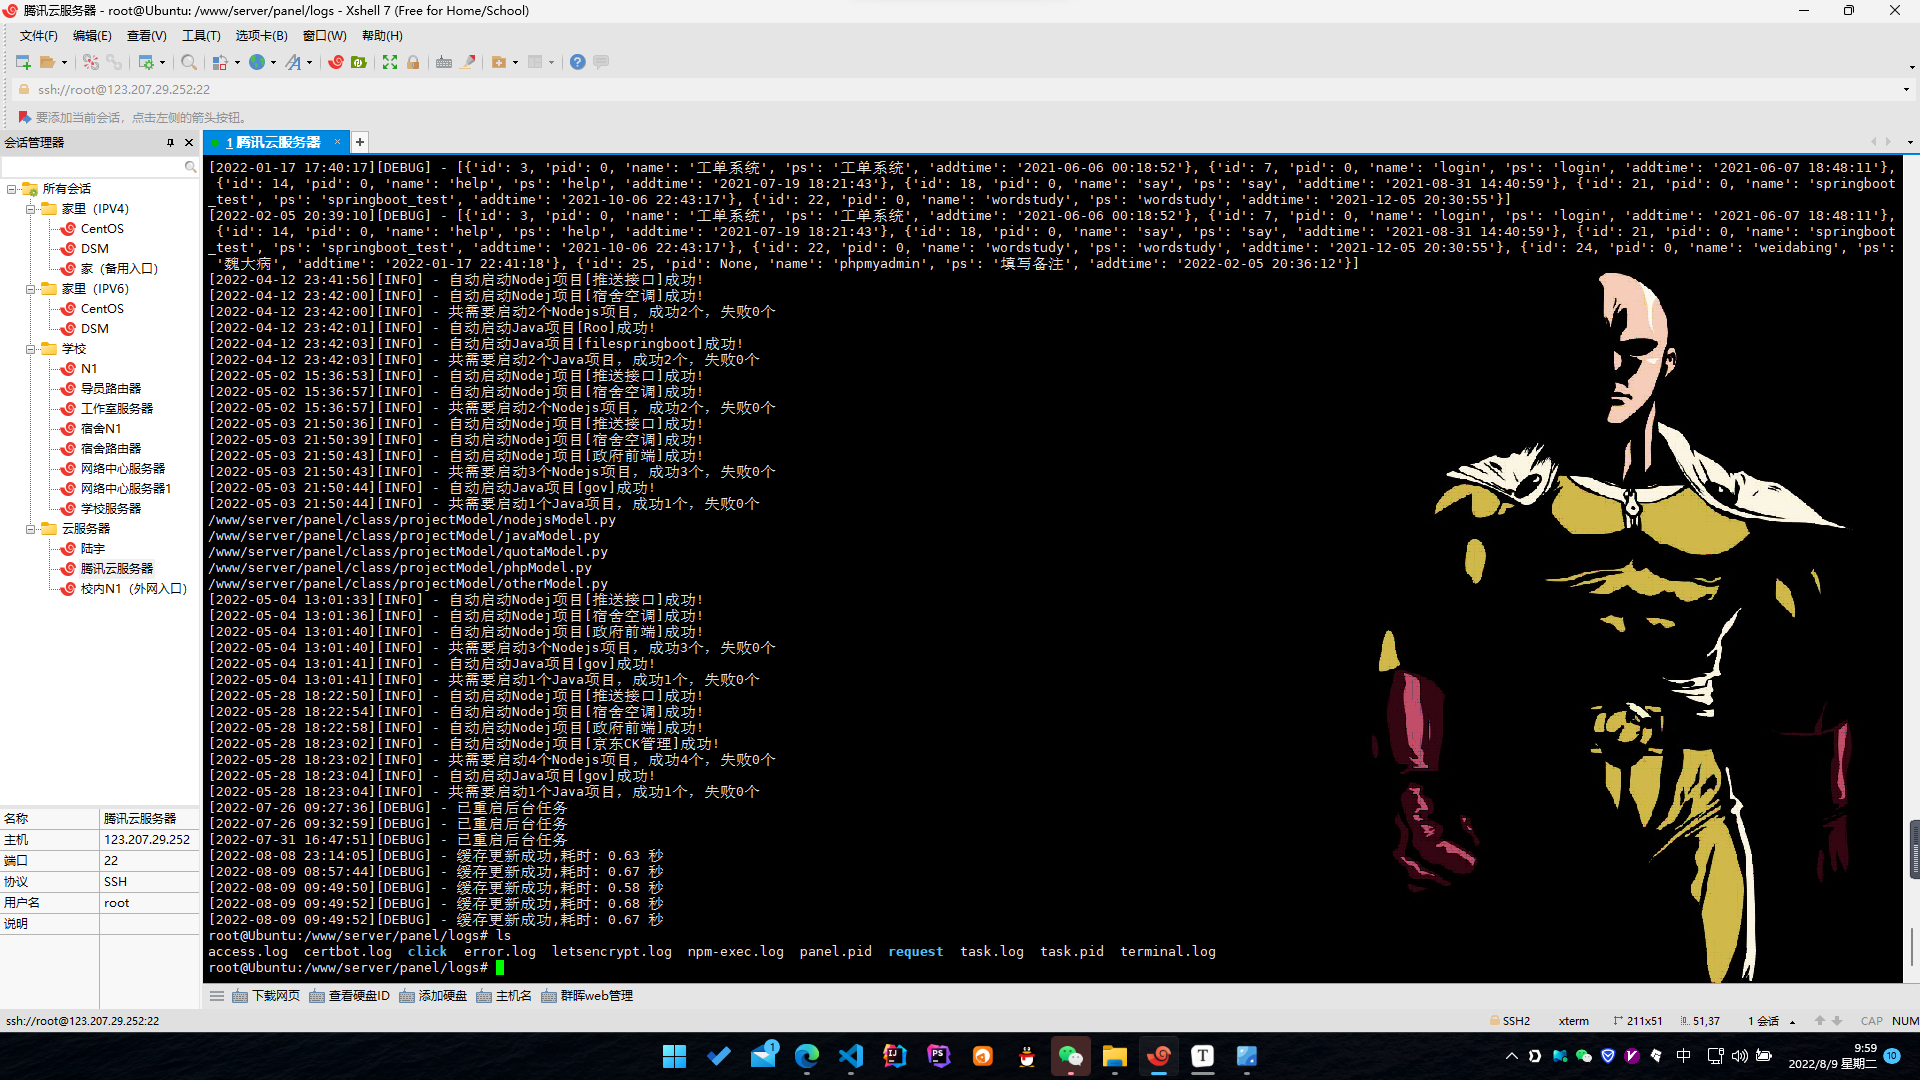 腾讯云服务器 - root@Ubuntu: /www/server/panel/logs - Xshell 7 (Free for Home/School)
文件(F) 编辑(E) 查看(V) 工具(T) 选项卡(B) 窗口(W) 帮助(H)
ssh://root@123.207.29.252:22
要添加当前会话，点击左侧的箭头按钮。
会话管理器
所有会话
家里（IPV4）
CentOS
DSM
家（备用入口）
家里（IPV6）
CentOS
DSM
学校
N1
导员路由器
工作室服务器
宿舍N1
宿舍路由器
网络中心服务器
网络中心服务器1
学校服务器
云服务器
陆宇
腾讯云服务器
校内N1（外网入口）
名称 腾讯云服务器
主机 123.207.29.252
端口 22
协议 SSH
用户名 root
说明
1 腾讯云服务器 × +
[2022-01-17 17:40:17][DEBUG] - [{'id': 3, 'pid': 0, 'name': '工单系统', 'ps': '工单系统', 'addtime': '2021-06-06 00:18:52'}, {'id': 7, 'pid': 0, 'name': 'login', 'ps': 'login', 'addtime': '2021-06-07 18:48:11'},
{'id': 14, 'pid': 0, 'name': 'help', 'ps': 'help', 'addtime': '2021-07-19 18:21:43'}, {'id': 18, 'pid': 0, 'name': 'say', 'ps': 'say', 'addtime': '2021-08-31 14:40:59'}, {'id': 21, 'pid': 0, 'name': 'springboot
_test', 'ps': 'springboot_test', 'addtime': '2021-10-06 22:43:17'}, {'id': 22, 'pid': 0, 'name': 'wordstudy', 'ps': 'wordstudy', 'addtime': '2021-12-05 20:30:55'}]
[2022-02-05 20:39:10][DEBUG] - [{'id': 3, 'pid': 0, 'name': '工单系统', 'ps': '工单系统', 'addtime': '2021-06-06 00:18:52'}, {'id': 7, 'pid': 0, 'name': 'login', 'ps': 'login', 'addtime': '2021-06-07 18:48:11'},
{'id': 14, 'pid': 0, 'name': 'help', 'ps': 'help', 'addtime': '2021-07-19 18:21:43'}, {'id': 18, 'pid': 0, 'name': 'say', 'ps': 'say', 'addtime': '2021-08-31 14:40:59'}, {'id': 21, 'pid': 0, 'name': 'springboot
_test', 'ps': 'springboot_test', 'addtime': '2021-10-06 22:43:17'}, {'id': 22, 'pid': 0, 'name': 'wordstudy', 'ps': 'wordstudy', 'addtime': '2021-12-05 20:30:55'}, {'id': 24, 'pid': 0, 'name': 'weidabing', 'ps':
'魏大病', 'addtime': '2022-01-17 22:41:18'}, {'id': 25, 'pid': None, 'name': 'phpmyadmin', 'ps': '填写备注', 'addtime': '2022-02-05 20:36:12'}]
[2022-04-12 23:41:56][INFO] - 自动启动Nodej项目[推送接口]成功!
[2022-04-12 23:42:00][INFO] - 自动启动Nodej项目[宿舍空调]成功!
[2022-04-12 23:42:00][INFO] - 共需要启动2个Nodejs项目，成功2个，失败0个
[2022-04-12 23:42:01][INFO] - 自动启动Java项目[Roo]成功!
[2022-04-12 23:42:03][INFO] - 自动启动Java项目[filespringboot]成功!
[2022-04-12 23:42:03][INFO] - 共需要启动2个Java项目，成功2个，失败0个
[2022-05-02 15:36:53][INFO] - 自动启动Nodej项目[推送接口]成功!
[2022-05-02 15:36:57][INFO] - 自动启动Nodej项目[宿舍空调]成功!
[2022-05-02 15:36:57][INFO] - 共需要启动2个Nodejs项目，成功2个，失败0个
[2022-05-03 21:50:36][INFO] - 自动启动Nodej项目[推送接口]成功!
[2022-05-03 21:50:39][INFO] - 自动启动Nodej项目[宿舍空调]成功!
[2022-05-03 21:50:43][INFO] - 自动启动Nodej项目[政府前端]成功!
[2022-05-03 21:50:43][INFO] - 共需要启动3个Nodejs项目，成功3个，失败0个
[2022-05-03 21:50:44][INFO] - 自动启动Java项目[gov]成功!
[2022-05-03 21:50:44][INFO] - 共需要启动1个Java项目，成功1个，失败0个
/www/server/panel/class/projectModel/nodejsModel.py
/www/server/panel/class/projectModel/javaModel.py
/www/server/panel/class/projectModel/quotaModel.py
/www/server/panel/class/projectModel/phpModel.py
/www/server/panel/class/projectModel/otherModel.py
[2022-05-04 13:01:33][INFO] - 自动启动Nodej项目[推送接口]成功!
[2022-05-04 13:01:36][INFO] - 自动启动Nodej项目[宿舍空调]成功!
[2022-05-04 13:01:40][INFO] - 自动启动Nodej项目[政府前端]成功!
[2022-05-04 13:01:40][INFO] - 共需要启动3个Nodejs项目，成功3个，失败0个
[2022-05-04 13:01:41][INFO] - 自动启动Java项目[gov]成功!
[2022-05-04 13:01:41][INFO] - 共需要启动1个Java项目，成功1个，失败0个
[2022-05-28 18:22:50][INFO] - 自动启动Nodej项目[推送接口]成功!
[2022-05-28 18:22:54][INFO] - 自动启动Nodej项目[宿舍空调]成功!
[2022-05-28 18:22:58][INFO] - 自动启动Nodej项目[政府前端]成功!
[2022-05-28 18:23:02][INFO] - 自动启动Nodej项目[京东CK管理]成功!
[2022-05-28 18:23:02][INFO] - 共需要启动4个Nodejs项目，成功4个，失败0个
[2022-05-28 18:23:04][INFO] - 自动启动Java项目[gov]成功!
[2022-05-28 18:23:04][INFO] - 共需要启动1个Java项目，成功1个，失败0个
[2022-07-26 09:27:36][DEBUG] - 已重启后台任务
[2022-07-26 09:32:59][DEBUG] - 已重启后台任务
[2022-07-31 16:47:51][DEBUG] - 已重启后台任务
[2022-08-08 23:14:05][DEBUG] - 缓存更新成功,耗时: 0.63 秒
[2022-08-09 08:57:44][DEBUG] - 缓存更新成功,耗时: 0.67 秒
[2022-08-09 09:49:50][DEBUG] - 缓存更新成功,耗时: 0.58 秒
[2022-08-09 09:49:52][DEBUG] - 缓存更新成功,耗时: 0.68 秒
[2022-08-09 09:49:52][DEBUG] - 缓存更新成功,耗时: 0.67 秒
root@Ubuntu:/www/server/panel/logs# ls
access.log certbot.log click error.log letsencrypt.log npm-exec.log panel.pid request task.log task.pid terminal.log
root@Ubuntu:/www/server/panel/logs#
下载网页 查看硬盘ID 添加硬盘 主机名 群晖web管理
ssh://root@123.207.29.252:22 SSH2 xterm 211x51 51,37 1 会话 CAP NUM
1 IJ PS T 中 9:59
2022/8/9 星期二 10